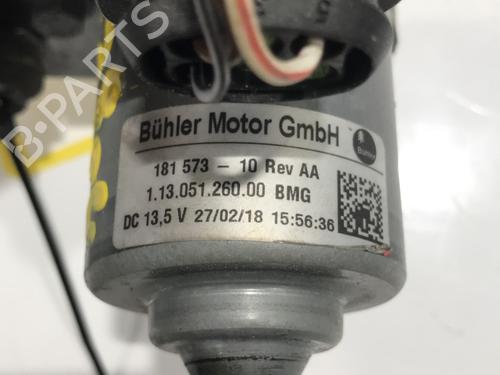 B-PARTS
Bühler Motor GmbH
Bühler
181 573 - 10 Rev AA
1.13.051.260.00 BMG
DC 13,5 V 27/02/18 15:56:36